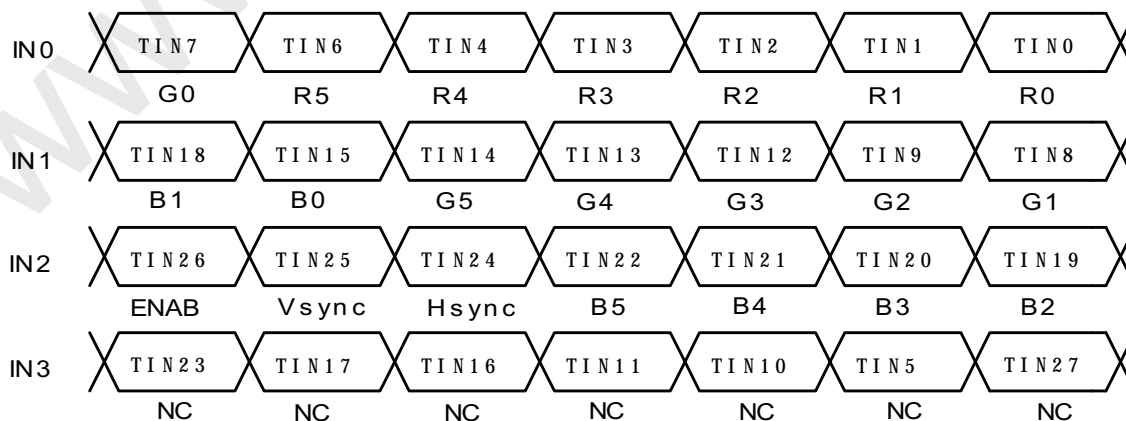 IN0 TIN7 TIN6 TIN4 TIN3 TIN2 TIN1 TIN0
G0 R5 R4 R3 R2 R1 R0
IN1 TIN18 TIN15 TIN14 TIN13 TIN12 TIN9 TIN8
B1 B0 G5 G4 G3 G2 G1
IN2 TIN26 TIN25 TIN24 TIN22 TIN21 TIN20 TIN19
ENAB Vsync Hsync B5 B4 B3 B2
IN3 TIN23 TIN17 TIN16 TIN11 TIN10 TIN5 TIN27
NC NC NC NC NC NC NC